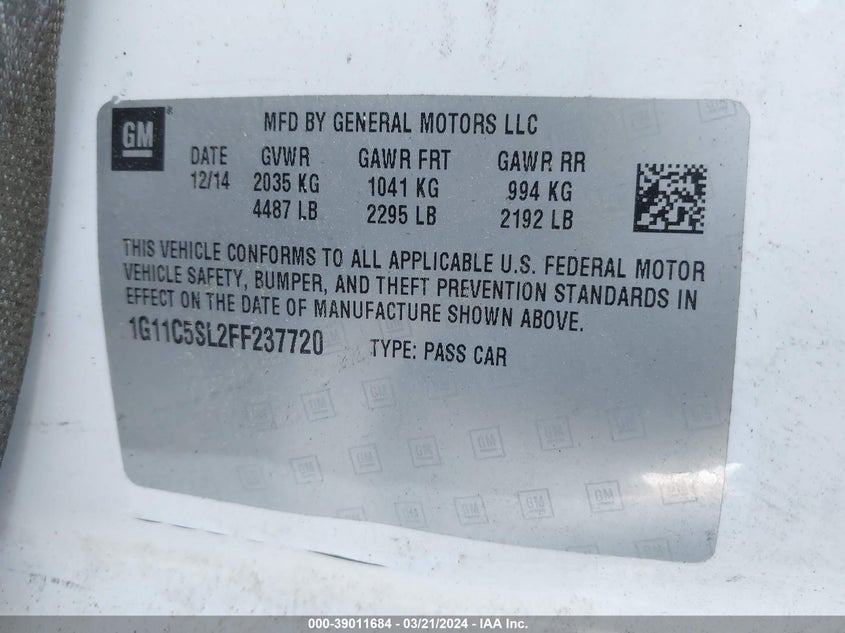 GM®
MFD BY GENERAL MOTORS LLC
DATE GVWR GAWR FRT GAWR RR
12/14 2035 KG 1041 KG 994 KG
4487 LB 2295 LB 2192 LB
THIS VEHICLE CONFORMS TO ALL APPLICABLE U.S. FEDERAL MOTOR
VEHICLE SAFETY, BUMPER, AND THEFT PREVENTION STANDARDS IN
EFFECT ON THE DATE OF MANUFACTURE SHOWN ABOVE.
1G11C5SL2FF237720 TYPE: PASS CAR
000-39011684 - 03/21/2024 - IAA Inc.